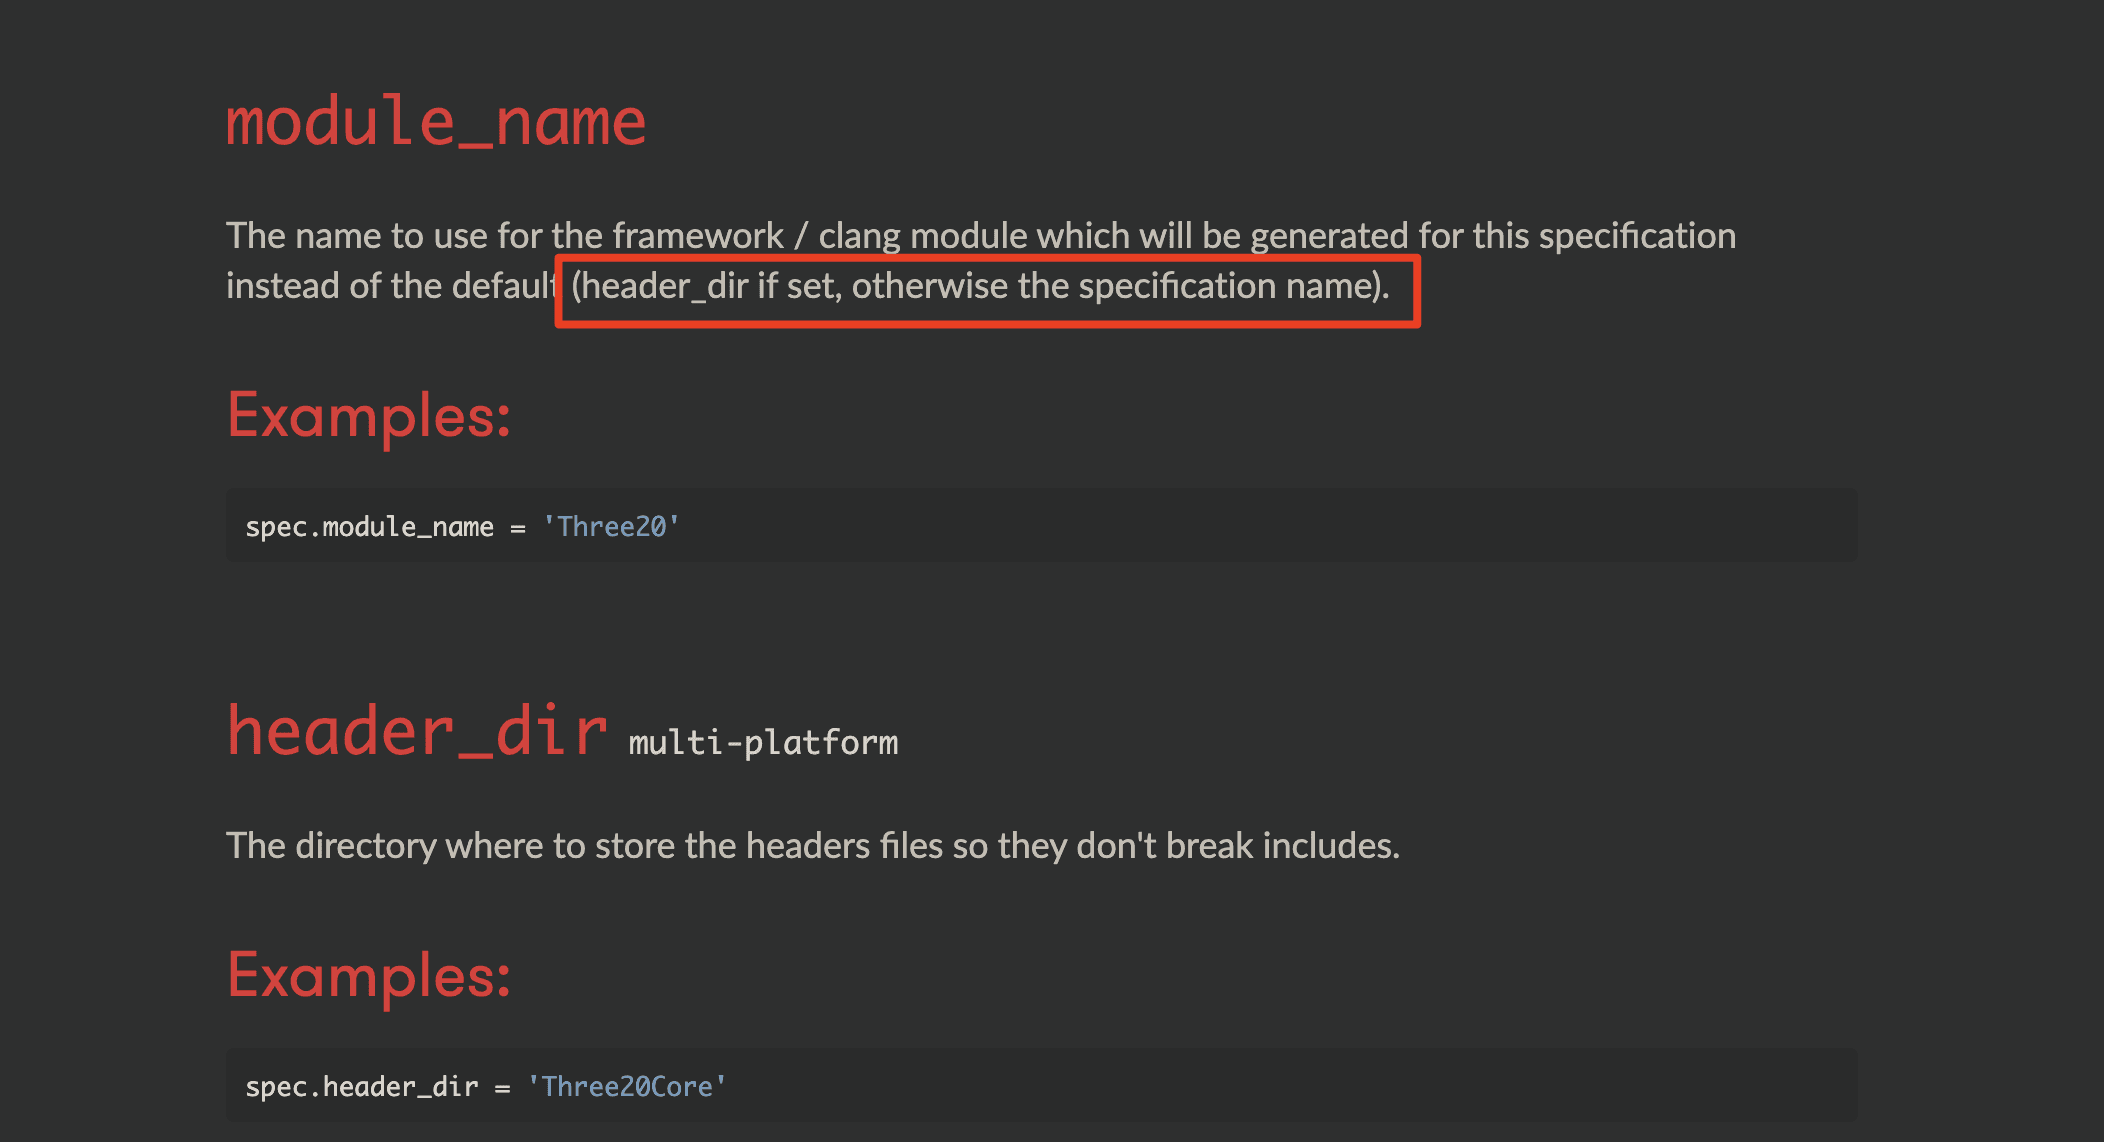 module_name
The name to use for the framework / clang module which will be generated for this specification
instead of the default (header_dir if set, otherwise the specification name).
Examples:
spec.module_name = 'Three20'
header_dir multi-platform
The directory where to store the headers files so they don't break includes.
Examples:
spec.header_dir = 'Three20Core'